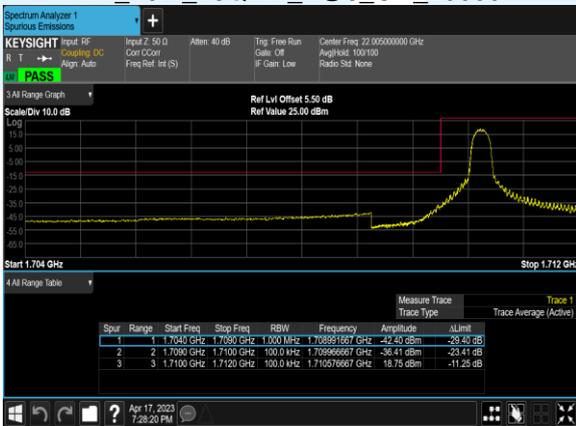 Spectrum Analyzer 1
Spurious Emissions
KEYSIGHT Input: RF Input Z: 50 Ω Atten: 40 dB Trig: Free Run Center Freq: 22.005000000 GHz
R T Coupling: DC Corr CCorr Gate: Off Avg|Hold: 100/100
Align: Auto Freq Ref: Int (S) IF Gain: Low Radio Std: None
PASS
3 All Range Graph
Ref Lvl Offset 5.50 dB
Scale/Div 10.0 dB Ref Value 25.00 dBm
Log
15.0
5.00
-5.00
-15.0
-25.0
-35.0
-45.0
-55.0
-65.0
Start 1.704 GHz Stop 1.712 GHz
4 All Range Table
Measure Trace Trace 1
Trace Type Trace Average (Active)
Spur Range Start Freq Stop Freq RBW Frequency Amplitude ΔLimit
1 1 1.7040 GHz 1.7090 GHz 1.000 MHz 1.708991667 GHz -42.40 dBm -29.40 dB
2 2 1.7090 GHz 1.7100 GHz 100.0 kHz 1.709966667 GHz -36.41 dBm -23.41 dB
3 3 1.7100 GHz 1.7120 GHz 100.0 kHz 1.710576667 GHz 18.75 dBm -11.25 dB
? Apr 17, 2023
7:28:20 PM